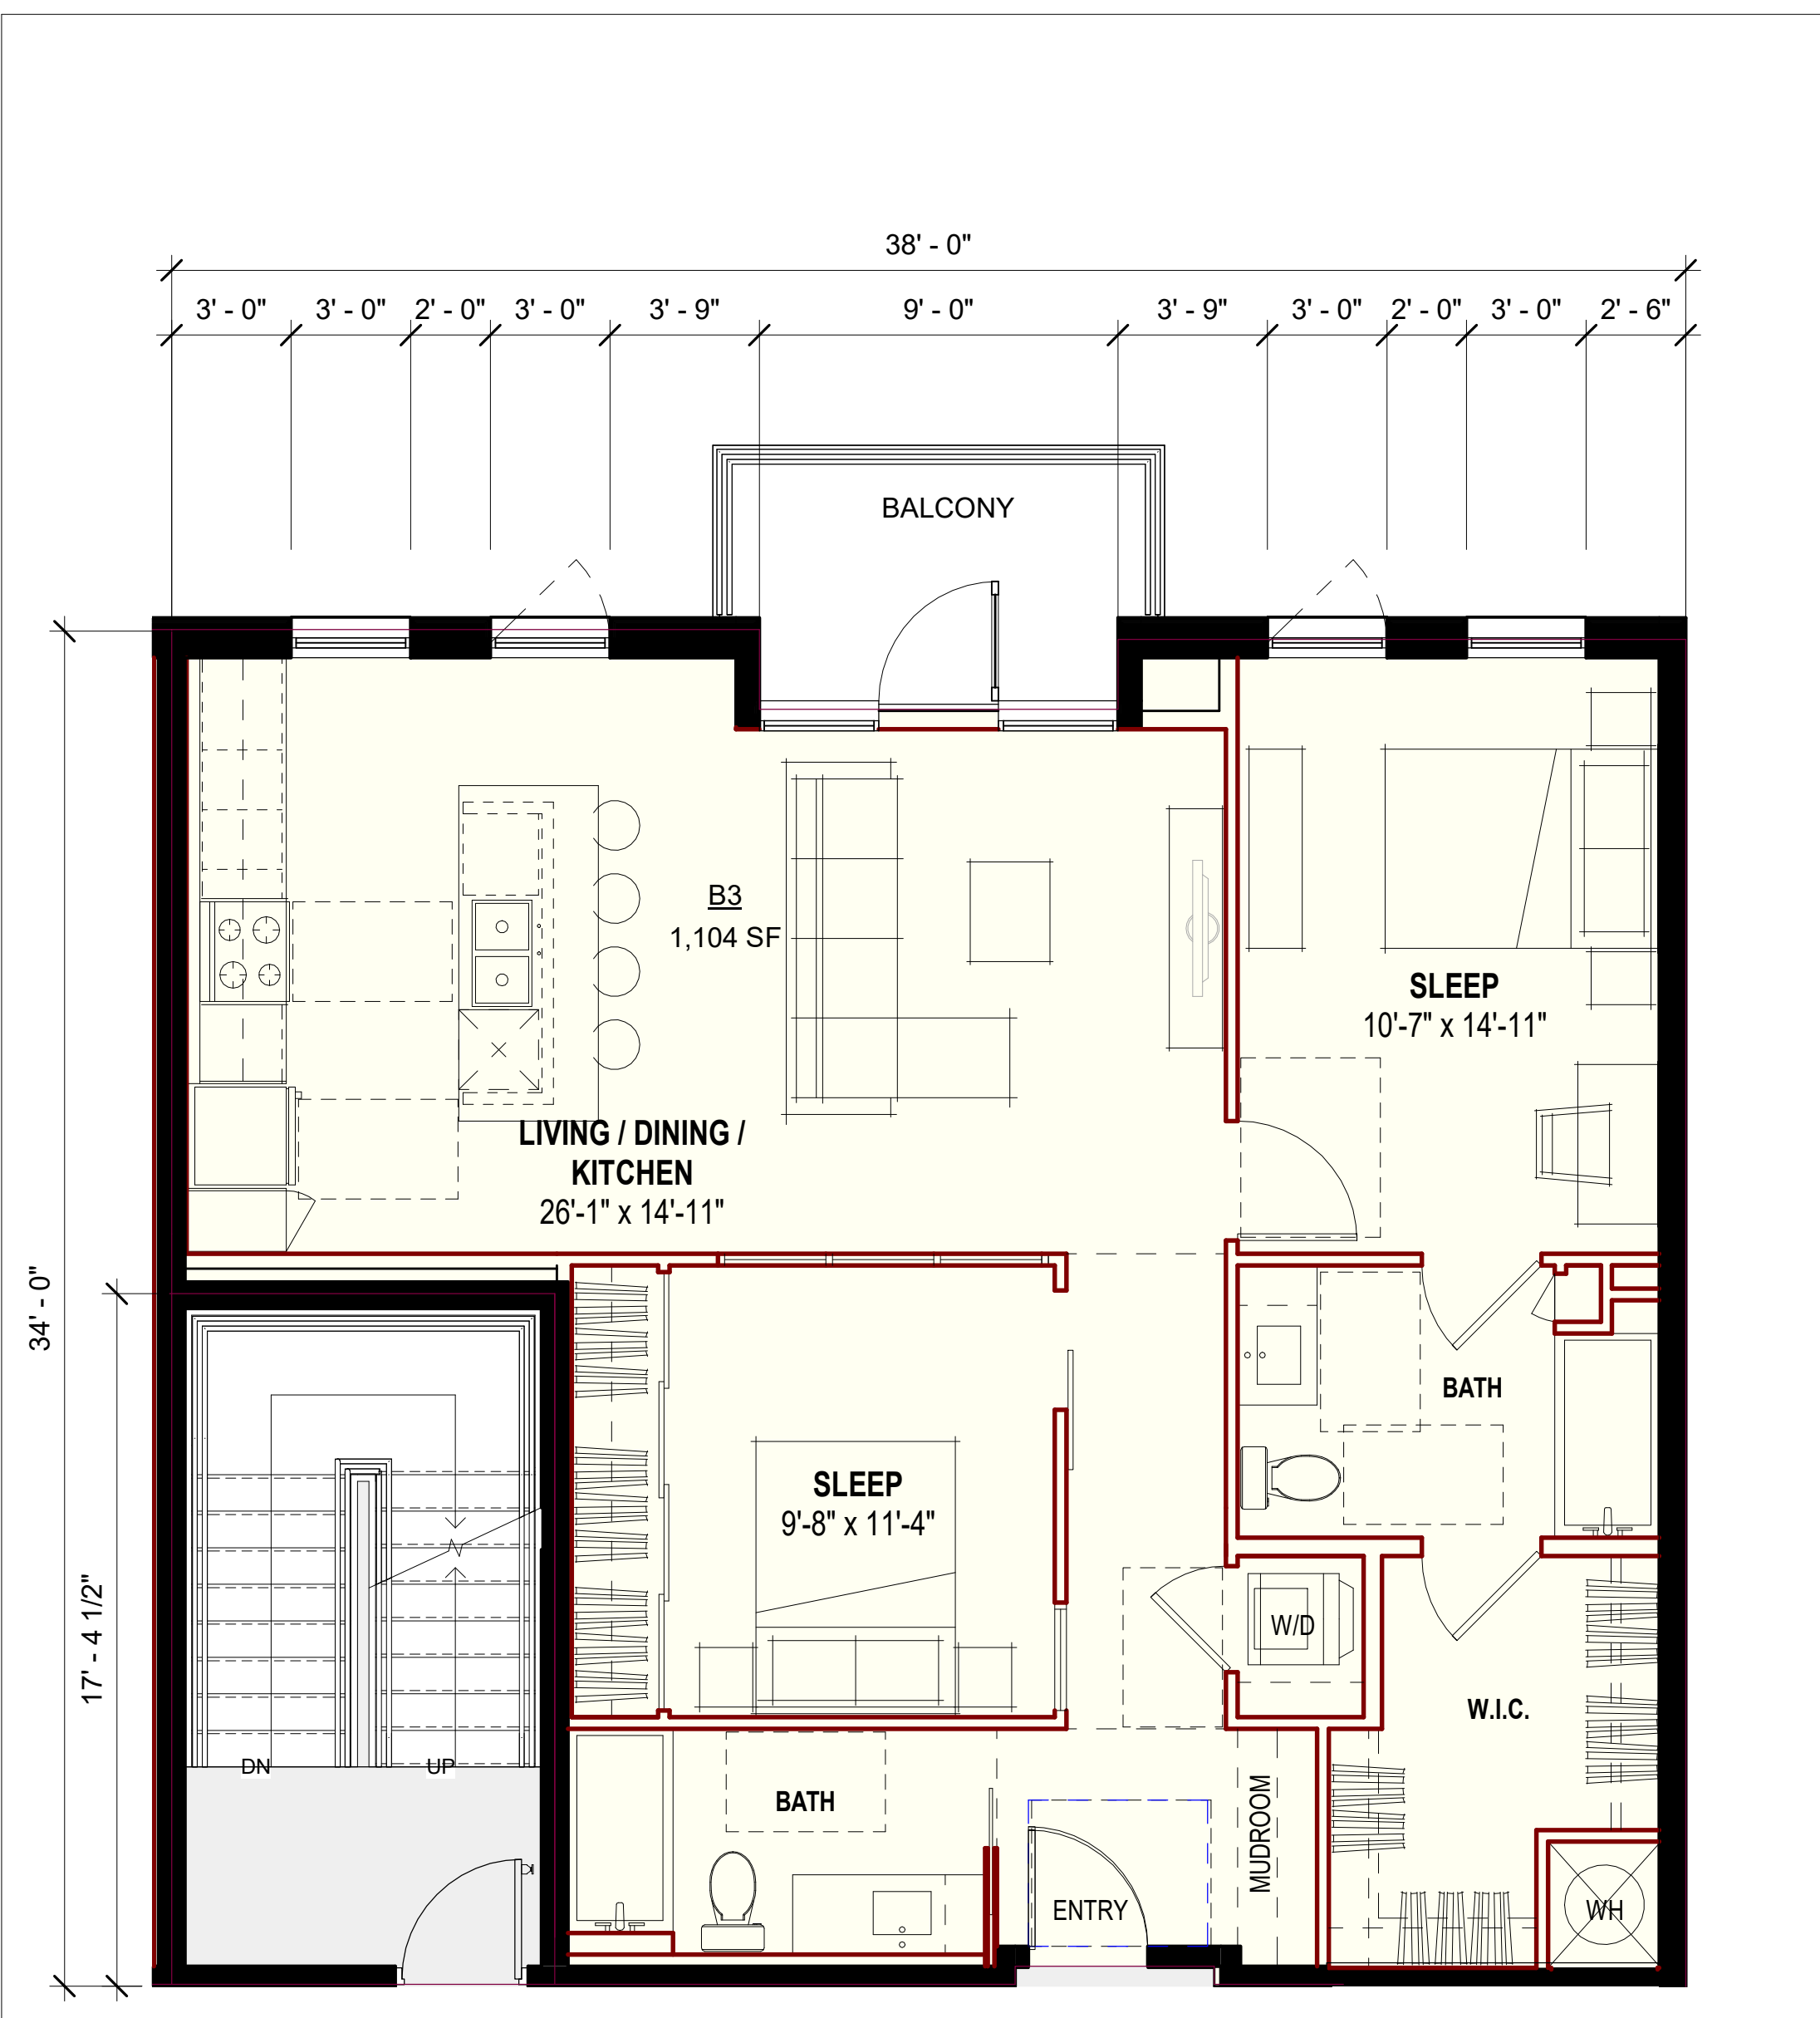 38' - 0"
3' - 0" 3' - 0" 2' - 0" 3' - 0" 3' - 9" 9' - 0" 3' - 9" 3' - 0" 2' - 0" 3' - 0" 2' - 6"
BALCONY
B3
1,104 SF
SLEEP
10'-7" x 14'-11"
LIVING / DINING /
KITCHEN
26'-1" x 14'-11"
34' - 0"
17' - 4 1/2"
BATH
SLEEP
9'-8" x 11'-4"
W/D
W.I.C.
DN
UP
BATH
MUDROOM
ENTRY
WH